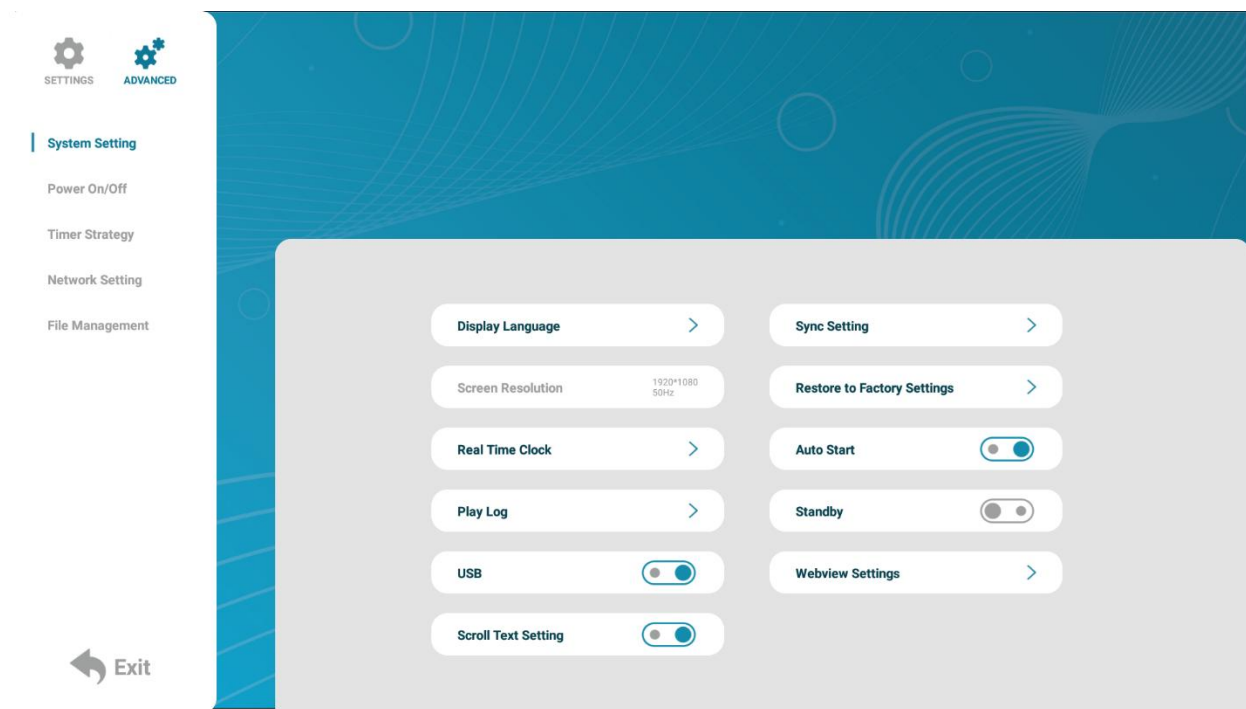 SETTINGS
ADVANCED
System Setting
Power On/Off
Timer Strategy
Network Setting
File Management
Exit
Display Language
Screen Resolution
1920*1080
50Hz
Real Time Clock
Play Log
USB
Scroll Text Setting
Sync Setting
Restore to Factory Settings
Auto Start
Standby
Webview Settings